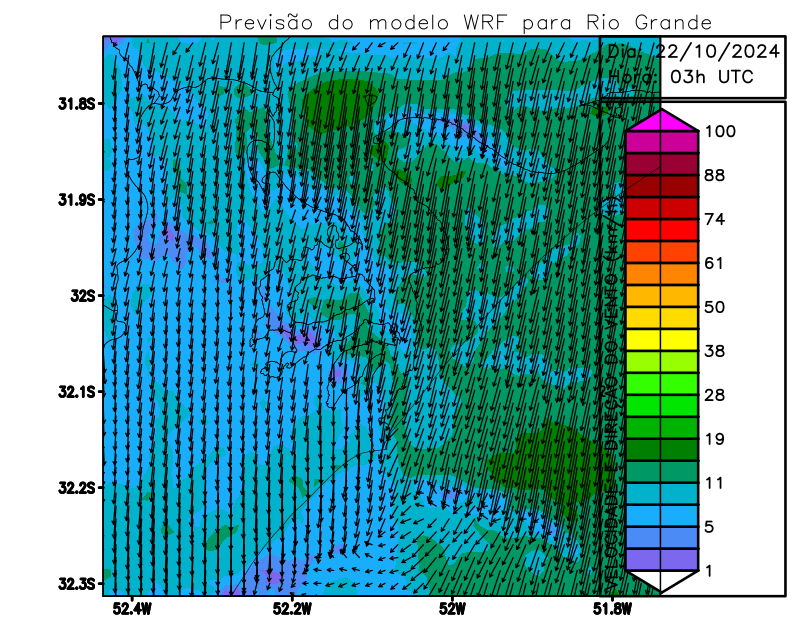 Previsão do modelo WRF para Rio Grande
Dia: 22/10/2024
Hora: 03h UTC
31.8S
31.9S
32S
32.1S
32.2S
32.3S
52.4W
52.2W
52W
51.8W
100
88
74
61
50
38
28
19
11
5
1
VELOCIDADE E DIREÇÃO DO VENTO (km/h)